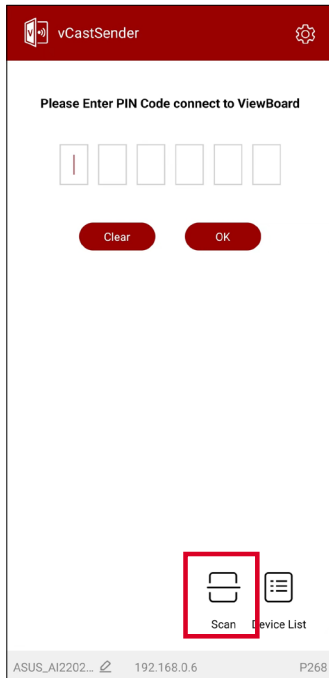 vCastSender
Please Enter PIN Code connect to ViewBoard
Clear OK
Scan Device List
ASUS_AI2202... 192.168.0.6 P268